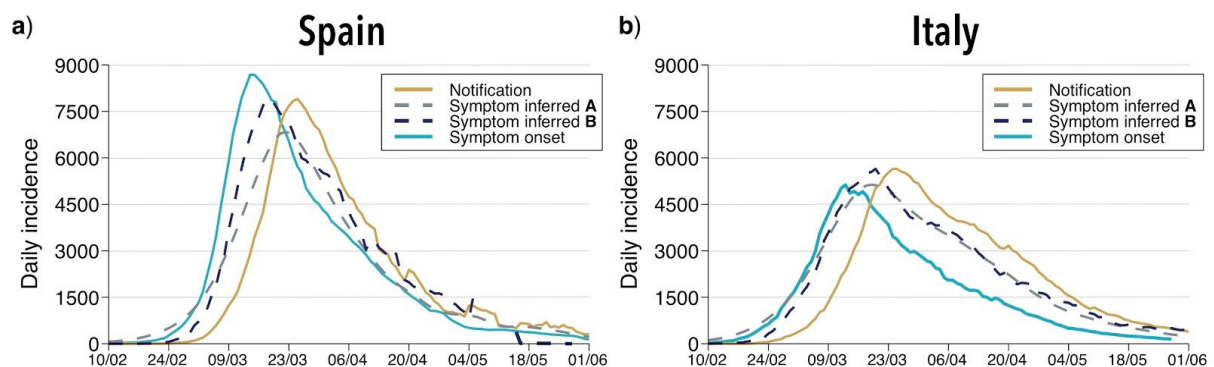 a) Spain
Daily incidence
9000
7500
6000
4500
3000
1500
0
10/02 24/02 09/03 23/03 06/04 20/04 04/05 18/05 01/06
Notification
Symptom inferred A
Symptom inferred B
Symptom onset
b) Italy
Daily incidence
9000
7500
6000
4500
3000
1500
0
10/02 24/02 09/03 23/03 06/04 20/04 04/05 18/05 01/06
Notification
Symptom inferred A
Symptom inferred B
Symptom onset